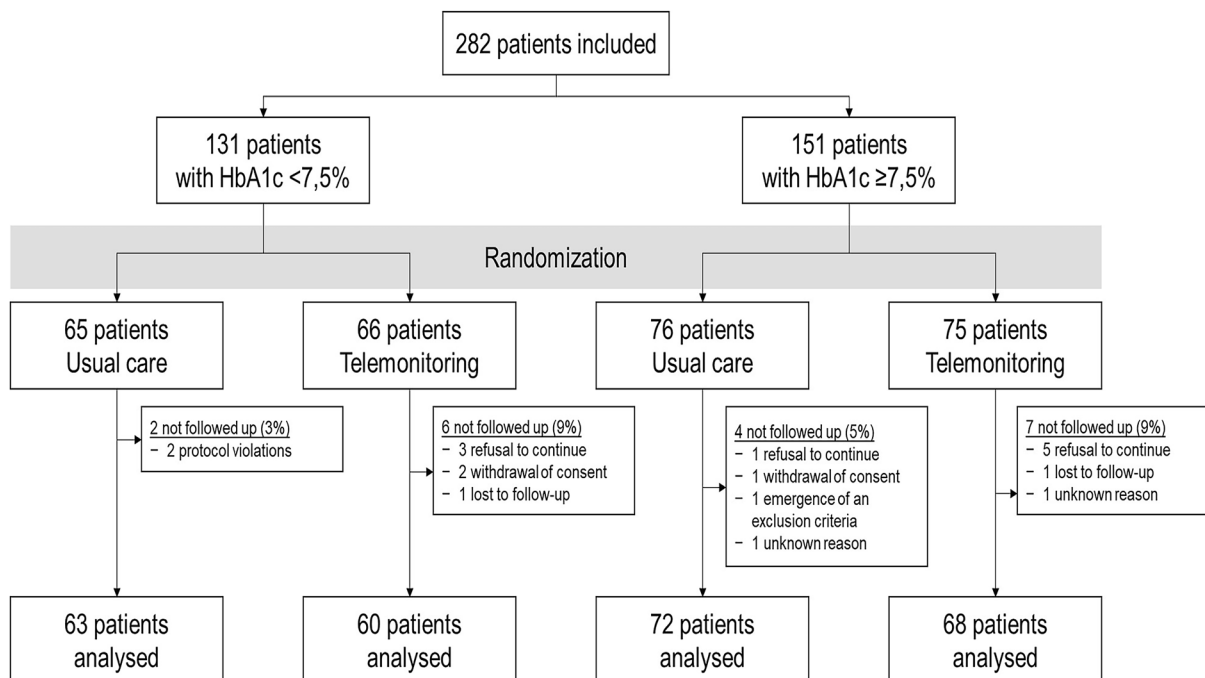 282 patients included
131 patients
with HbA1c <7,5%
151 patients
with HbA1c ≥7,5%
Randomization
65 patients
Usual care
66 patients
Telemonitoring
76 patients
Usual care
75 patients
Telemonitoring
2 not followed up (3%)
− 2 protocol violations
6 not followed up (9%)
− 3 refusal to continue
− 2 withdrawal of consent
− 1 lost to follow-up
4 not followed up (5%)
− 1 refusal to continue
− 1 withdrawal of consent
− 1 emergence of an
exclusion criteria
− 1 unknown reason
7 not followed up (9%)
− 5 refusal to continue
− 1 lost to follow-up
− 1 unknown reason
63 patients
analysed
60 patients
analysed
72 patients
analysed
68 patients
analysed